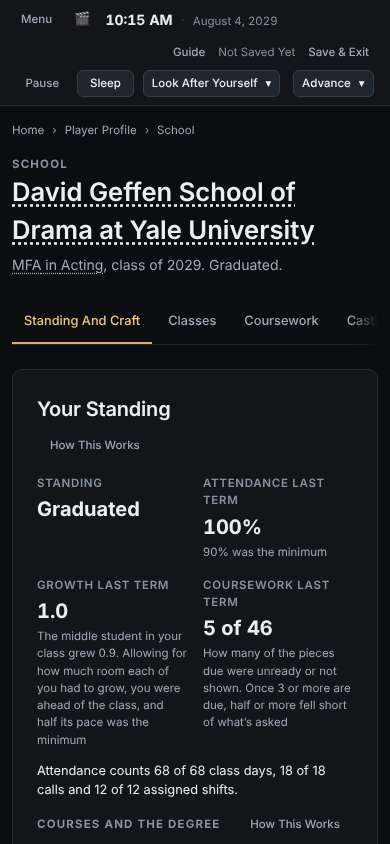 Menu 🎬 10:15 AM · August 4, 2029
Guide Not Saved Yet Save & Exit
Pause Sleep Look After Yourself ▾ Advance ▾
Home › Player Profile › School
SCHOOL
David Geffen School of
Drama at Yale University
MFA in Acting, class of 2029. Graduated.
Standing And Craft Classes Coursework Casti
Your Standing
How This Works
STANDING
Graduated
ATTENDANCE LAST
TERM
100%
90% was the minimum
GROWTH LAST TERM
1.0
The middle student in your
class grew 0.9. Allowing for
how much room each of
you had to grow, you were
ahead of the class, and
half its pace was the
minimum
COURSEWORK LAST
TERM
5 of 46
How many of the pieces
due were unready or not
shown. Once 3 or more are
due, half or more fell short
of what's asked
Attendance counts 68 of 68 class days, 18 of 18
calls and 12 of 12 assigned shifts.
COURSES AND THE DEGREE How This Works